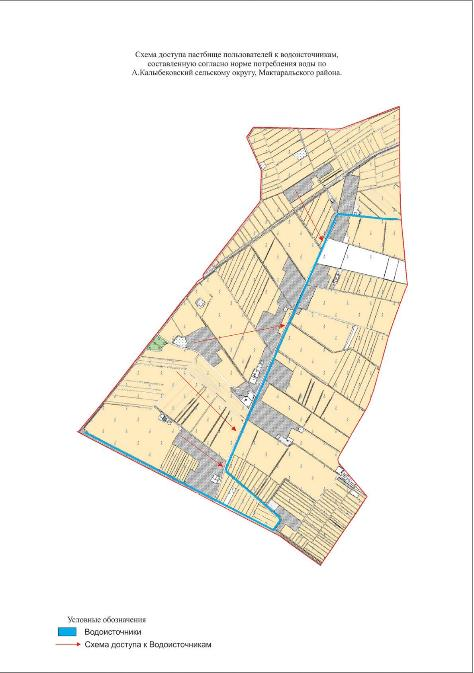 Схема доступа пастбище пользователей к водоисточникам,
составленную согласно норме потребления воды по
А.Калыбековский сельскому округу, Мактаральского района.
Условные обозначения
Водоисточники
Схема доступа к Водоисточникам